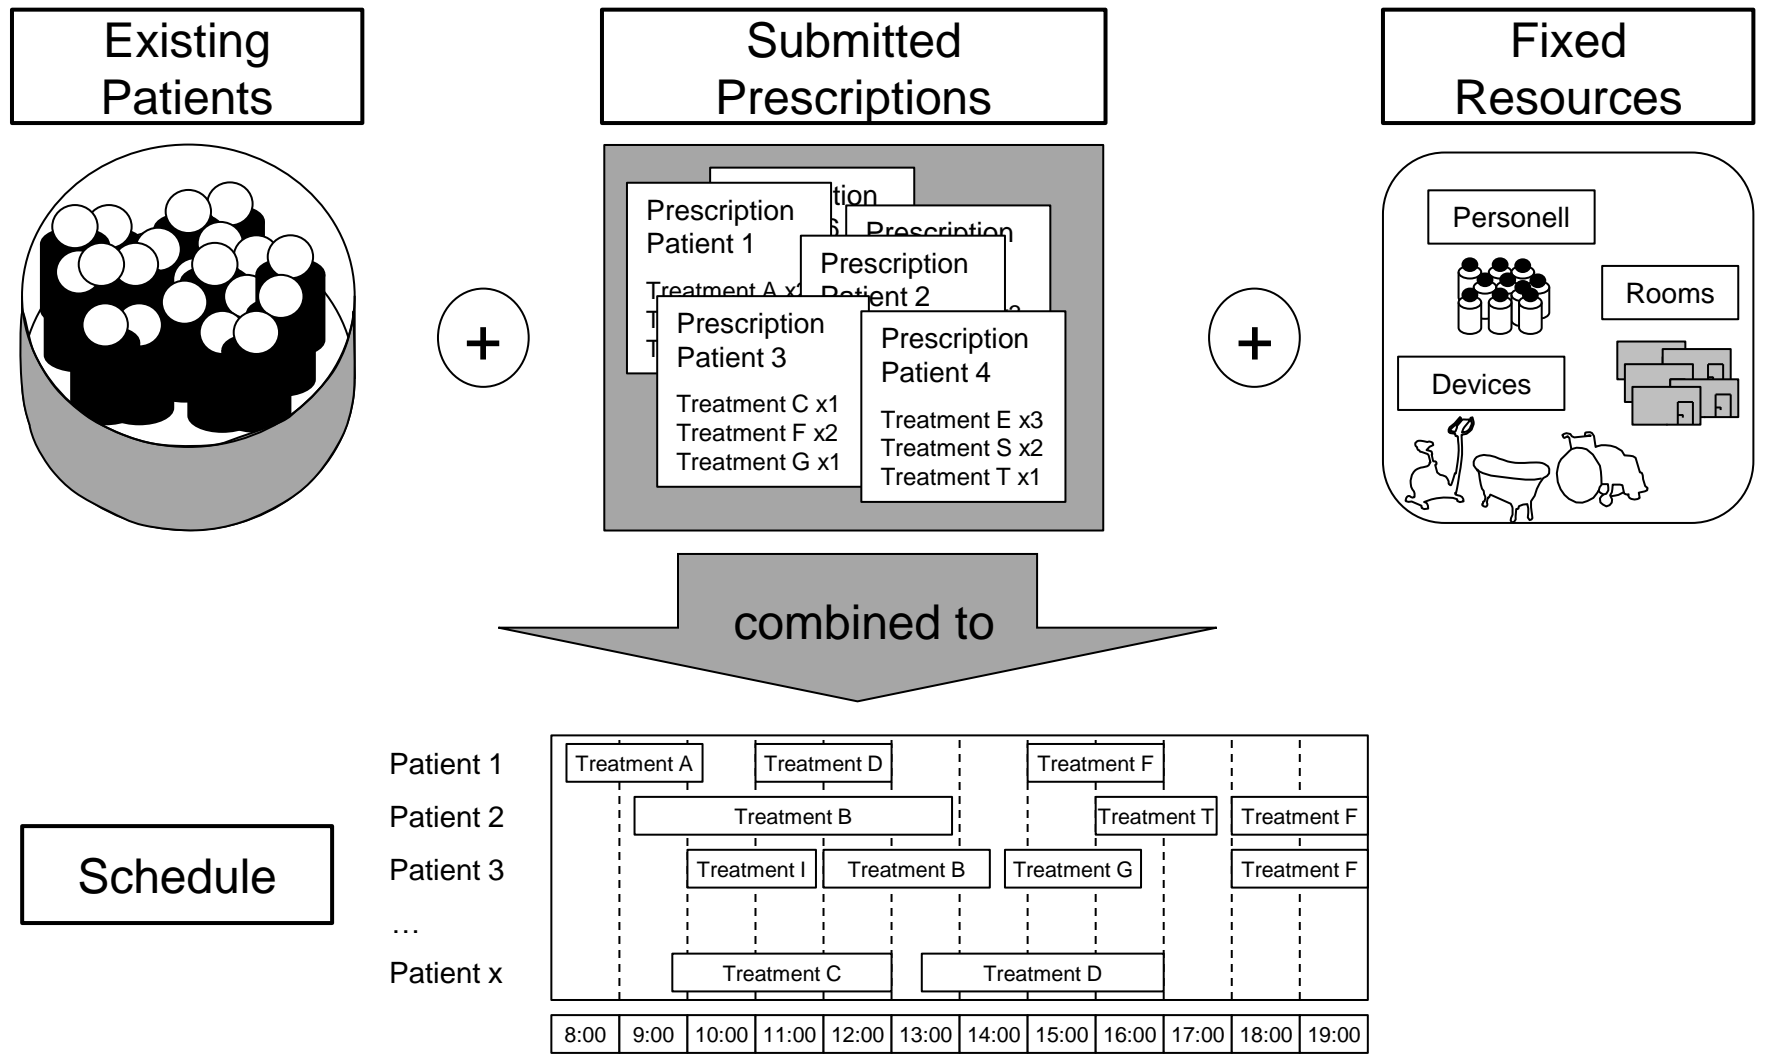 Existing
Patients
Submitted
Prescriptions
Fixed
Resources
Prescription
Patient 1
Treatment A
tion
6
Prescription
Prescription
Patient 2
Prescription
Patient 3
Treatment C x1
Treatment F x2
Treatment G x1
Prescription
Patient 4
Treatment E x3
Treatment S x2
Treatment T x1
Personell
Rooms
Devices
+
+
combined to
Schedule
Patient 1
Treatment A
Treatment D
Treatment F
Patient 2
Treatment B
Treatment T
Treatment F
Patient 3
Treatment I
Treatment B
Treatment G
Treatment F
…
Patient x
Treatment C
Treatment D
8:00 9:00 10:00 11:00 12:00 13:00 14:00 15:00 16:00 17:00 18:00 19:00